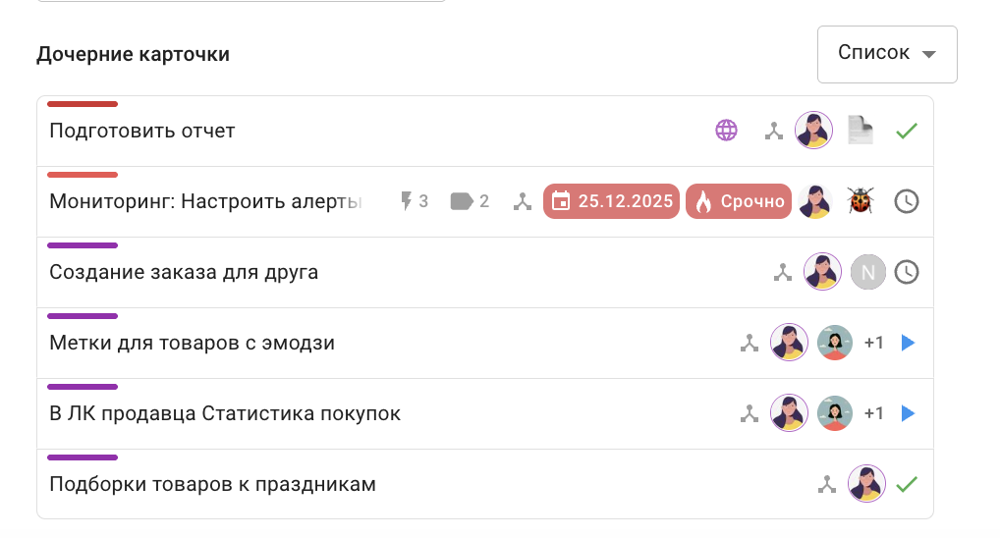 Дочерние карточки
Список
Подготовить отчет
Мониторинг: Настроить алерты 3 2 25.12.2025 Срочно
Создание заказа для друга N
Метки для товаров с эмодзи +1
В ЛК продавца Статистика покупок +1
Подборки товаров к праздникам